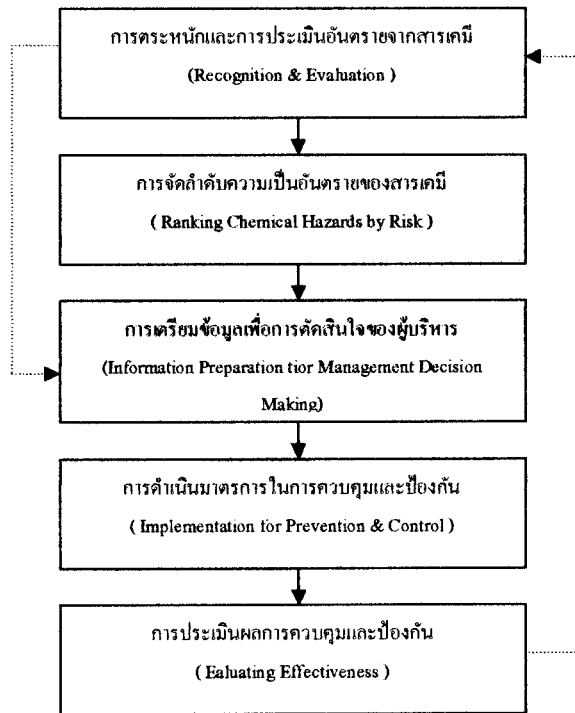 การตระหนักและการประเมินอันตรายจากสารเคมี
(Recognition & Evaluation )
การจัดลำดับความเป็นอันตรายของสารเคมี
( Ranking Chemical Hazards by Risk )
การเตรียมข้อมูลเพื่อการตัดสินใจของผู้บริหาร
(Information Preparation tior Management Decision
Making)
การดำเนินมาตรการในการควบคุมและป้องกัน
( Implementation for Prevention & Control )
การประเมินผลการควบคุมและป้องกัน
( Ealuating Effectiveness )